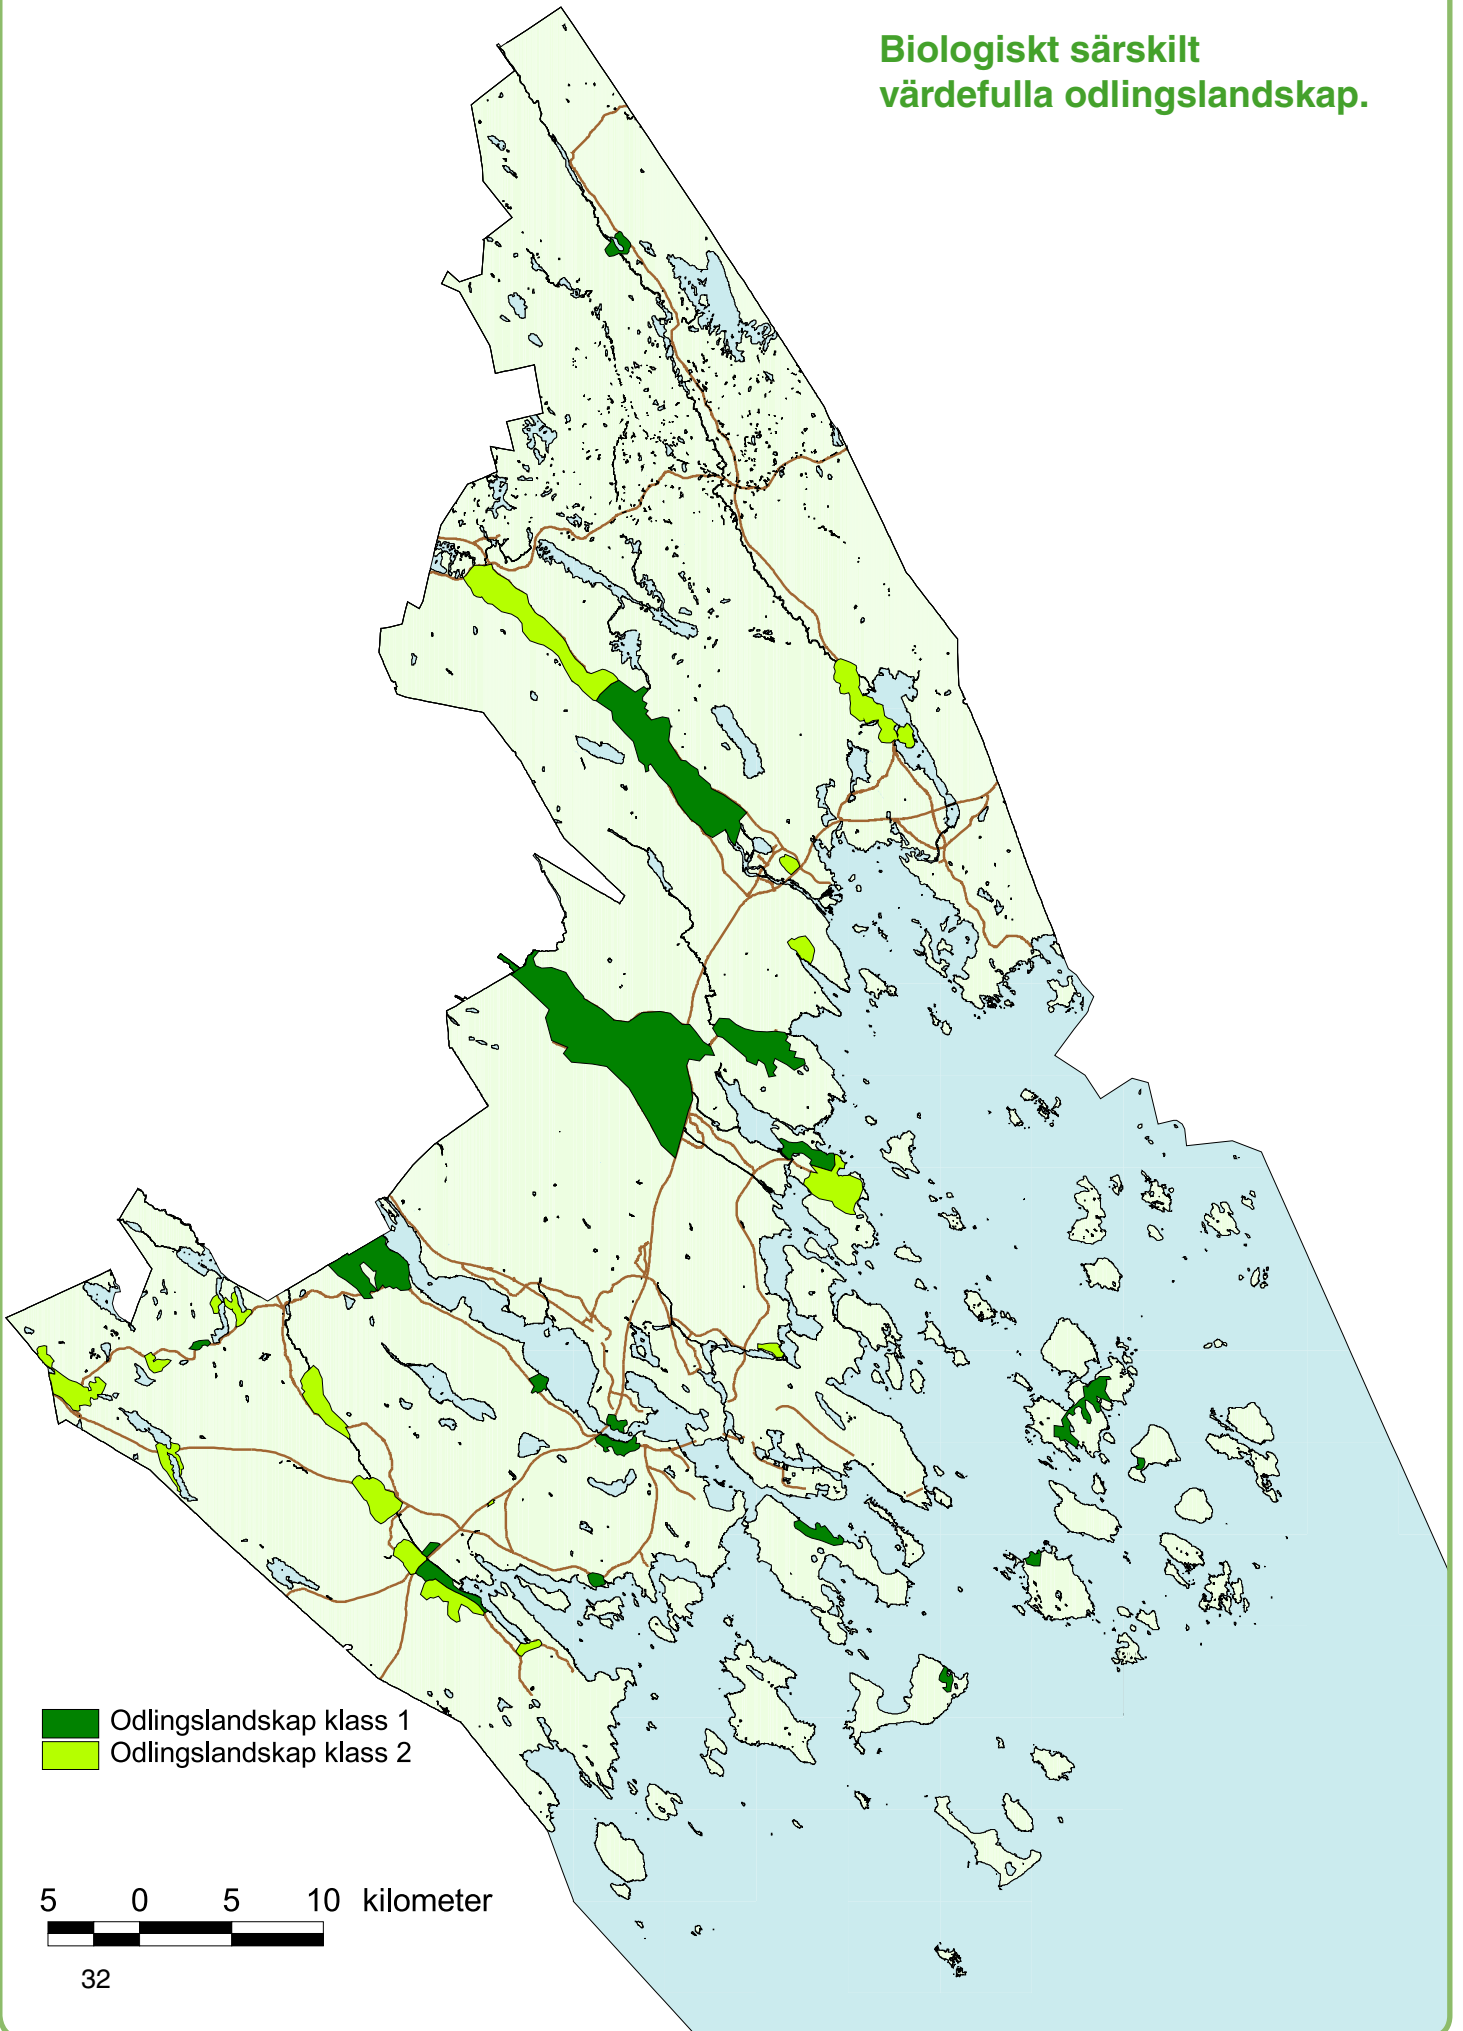 Biologiskt särskilt
värdefulla odlingslandskap.
Odlingslandskap klass 1
Odlingslandskap klass 2
5 0 5 10 kilometer
32